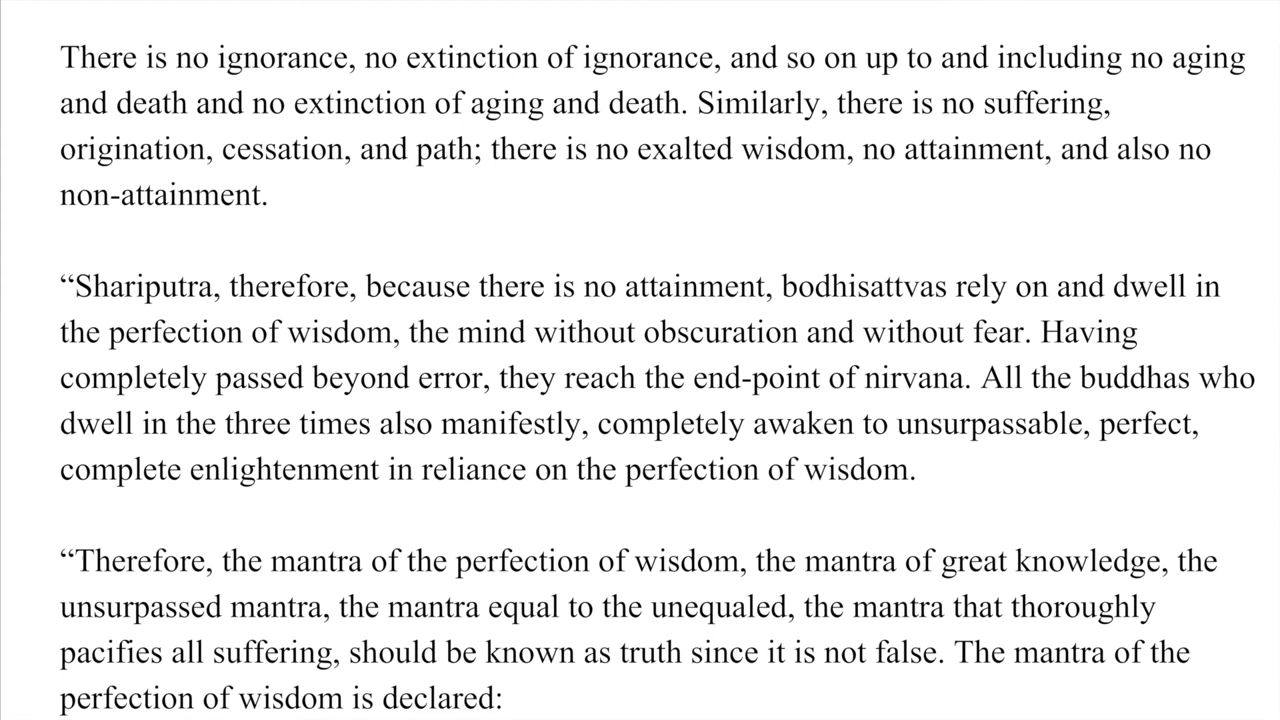 There is no ignorance, no extinction of ignorance, and so on up to and including no aging
and death and no extinction of aging and death. Similarly, there is no suffering,
origination, cessation, and path; there is no exalted wisdom, no attainment, and also no
non-attainment.
“Shariputra, therefore, because there is no attainment, bodhisattvas rely on and dwell in
the perfection of wisdom, the mind without obscuration and without fear. Having
completely passed beyond error, they reach the end-point of nirvana. All the buddhas who
dwell in the three times also manifestly, completely awaken to unsurpassable, perfect,
complete enlightenment in reliance on the perfection of wisdom.
“Therefore, the mantra of the perfection of wisdom, the mantra of great knowledge, the
unsurpassed mantra, the mantra equal to the unequaled, the mantra that thoroughly
pacifies all suffering, should be known as truth since it is not false. The mantra of the
perfection of wisdom is declared: